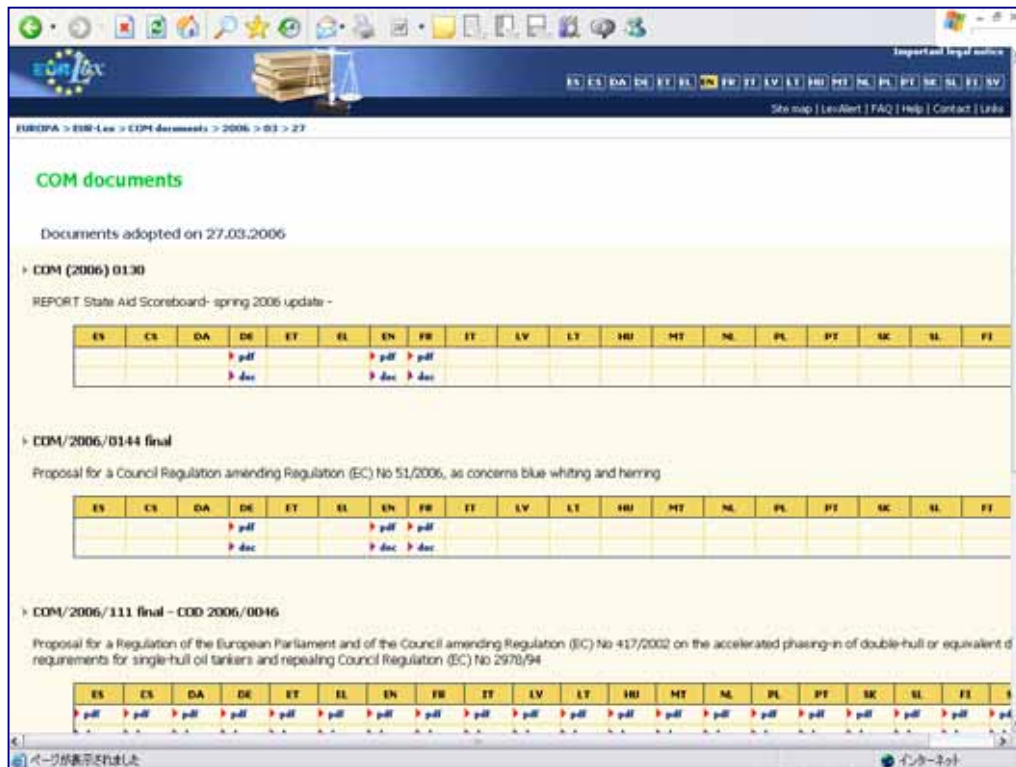 EUR Lex
Important legal notice
ES CS DA DE ET EL EN FR IT LV LT HU MT NL PL PT SK SL FI SV
Site map | LexAlert | FAQ | Help | Contact | Links
EUROPA > EUR-Lex > COM documents > 2006 > 03 > 27
COM documents
Documents adopted on 27.03.2006
COM (2006) 0130
REPORT State Aid Scoreboard- spring 2006 update -
ES CS DA DE ET EL EN FR IT LV LT HU MT NL PL PT SK SL FI
pdf pdf pdf
doc doc doc
COM/2006/0144 final
Proposal for a Council Regulation amending Regulation (EC) No 51/2006, as concerns blue whiting and herring
ES CS DA DE ET EL EN FR IT LV LT HU MT NL PL PT SK SL FI
pdf pdf pdf
doc doc doc
COM/2006/111 final - COD 2006/0046
Proposal for a Regulation of the European Parliament and of the Council amending Regulation (EC) No 417/2002 on the accelerated phasing-in of double-hull or equivalent d
requirements for single-hull oil tankers and repealing Council Regulation (EC) No 2978/94
ES CS DA DE ET EL EN FR IT LV LT HU MT NL PL PT SK SL FI
pdf pdf pdf pdf pdf pdf pdf pdf pdf pdf pdf pdf pdf pdf pdf pdf pdf pdf pdf
ページが表示されました インターネット